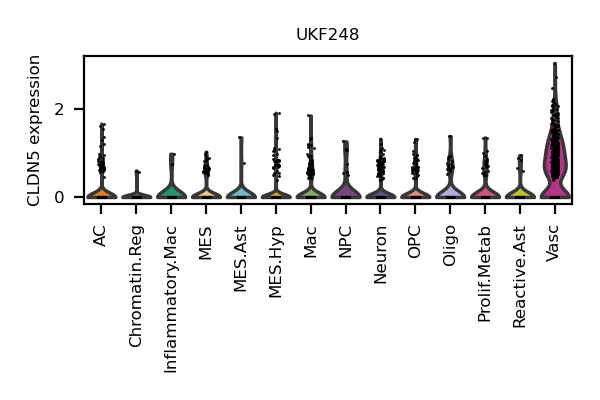 UKF248
CLDN5 expression
2
0
AC
Chromatin.Reg
Inflammatory.Mac
MES
MES.Ast
MES.Hyp
Mac
NPC
Neuron
OPC
Oligo
Prolif.Metab
Reactive.Ast
Vasc